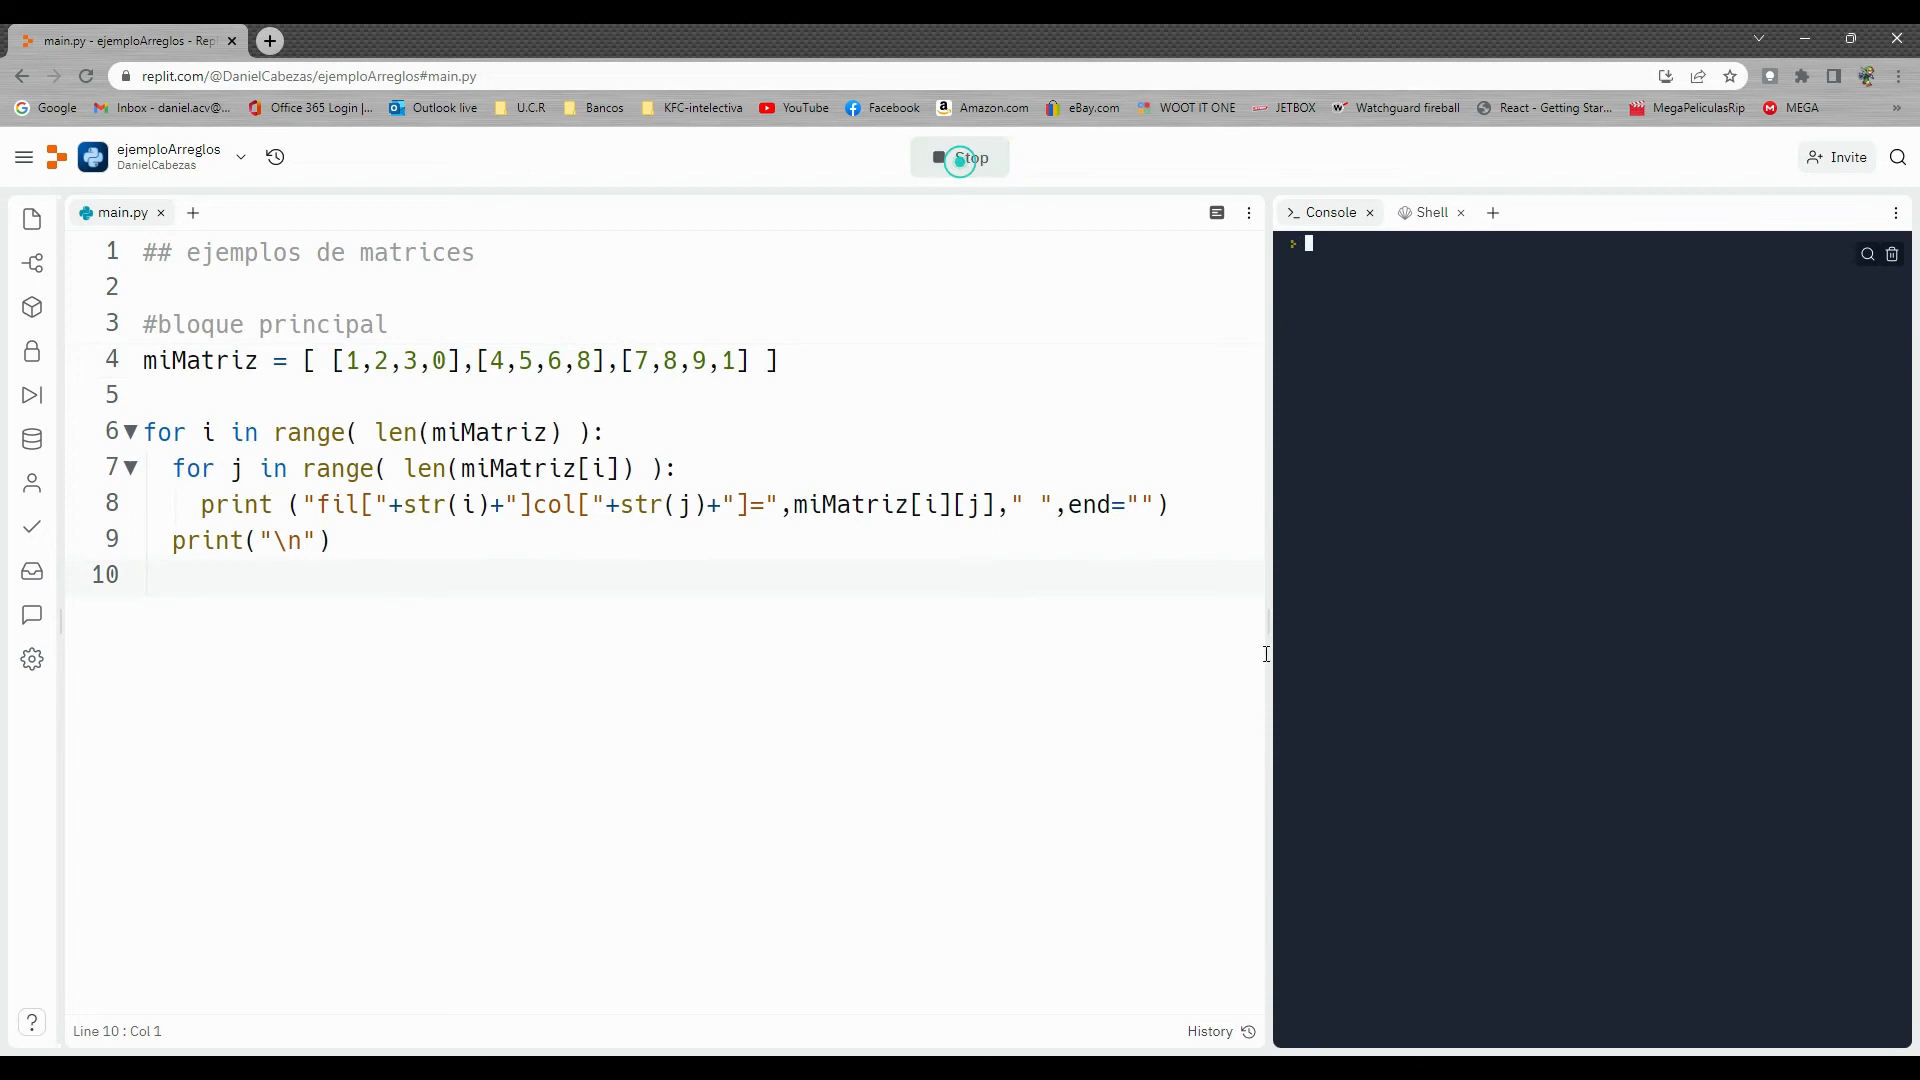 main.py - ejemploArreglos - Rep
replit.com/@DanielCabezas/ejemploArreglos#main.py
Google Inbox - daniel.acv@... Office 365 Login |... Outlook live U.C.R Bancos KFC-intelectiva YouTube Facebook Amazon.com eBay.com WOOT IT ONE JETBOX Watchguard fireball React - Getting Star... MegaPeliculasRip MEGA »
ejemploArreglos
DanielCabezas
Stop
Invite
main.py
Console Shell
1 ## ejemplos de matrices
2
3 #bloque principal
4 miMatriz = [ [1,2,3,0],[4,5,6,8],[7,8,9,1] ]
5
6 for i in range( len(miMatriz) ):
7 for j in range( len(miMatriz[i]) ):
8 print ("fil["+str(i)+"]col["+str(j)+"]=",miMatriz[i][j]," ",end="")
9 print("\n")
10
?
Line 10 : Col 1
History